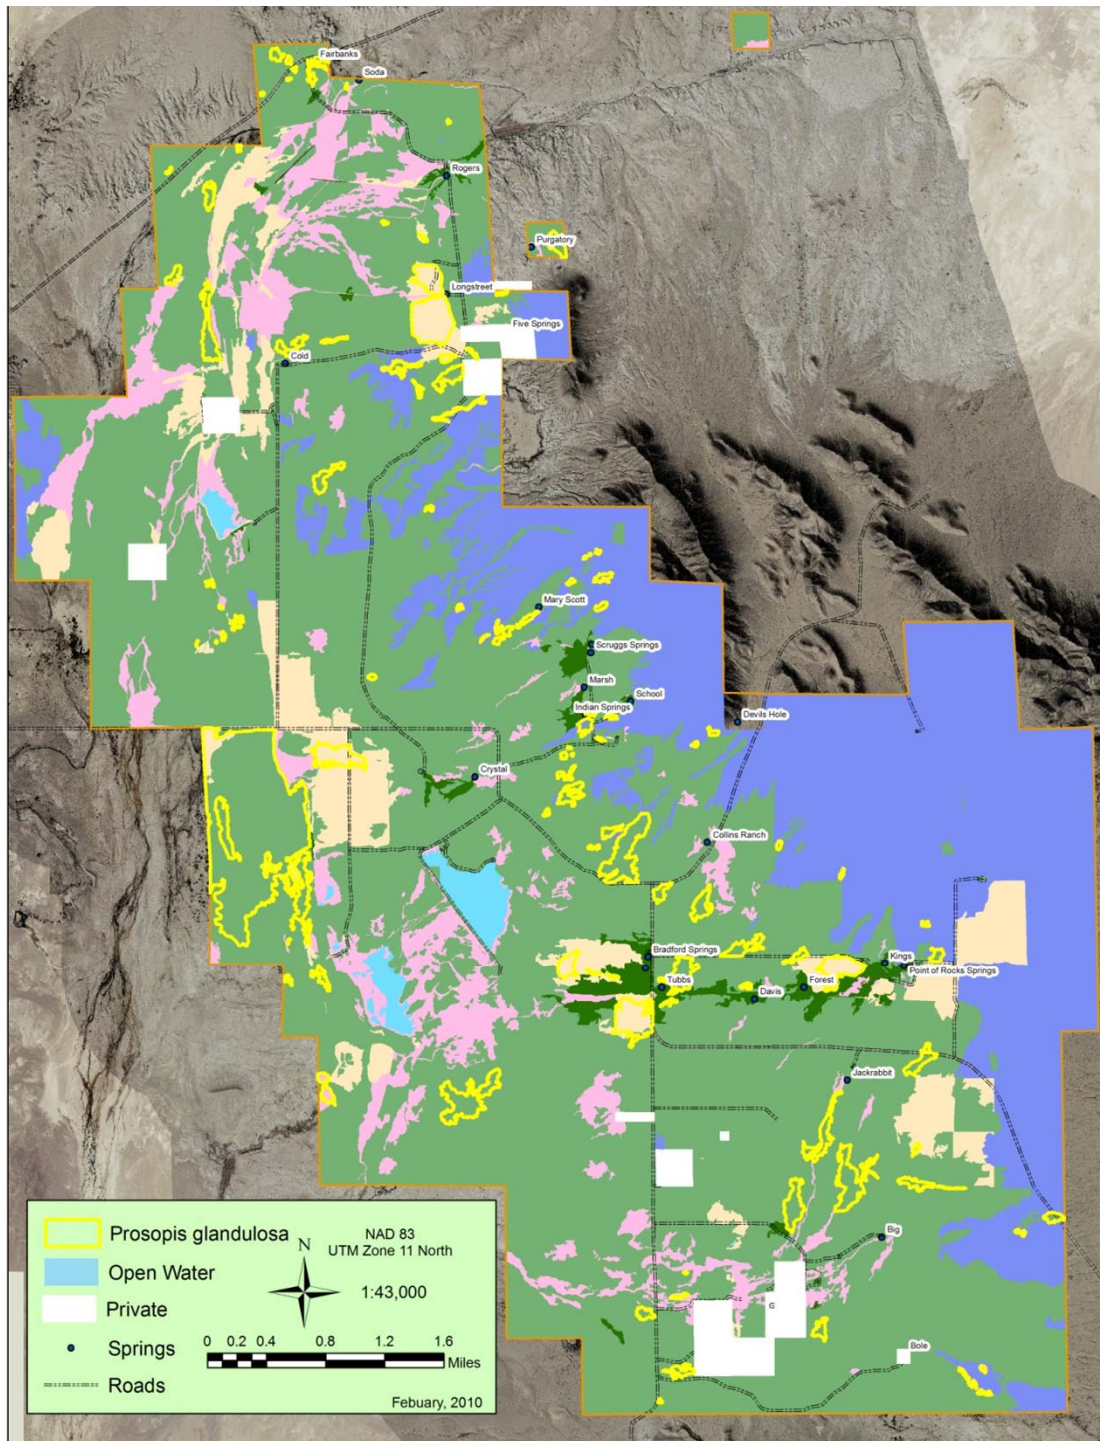 Fairbanks
Soda
Rogers
Purgatory
Longstreet
Five Springs
Cold
Mary Scott
Scruggs Springs
Marsh
School
Indian Springs
Devils Hole
Crystal
Collins Ranch
Bradford Springs
Kings
Point of Rocks Springs
Tubbs
Forest
Davis
Jackrabbit
Big
G
Bole
Prosopis glandulosa
Open Water
Private
Springs
Roads
NAD 83
UTM Zone 11 North
N
1:43,000
0 0.2 0.4 0.8 1.2 1.6
Miles
Febuary, 2010